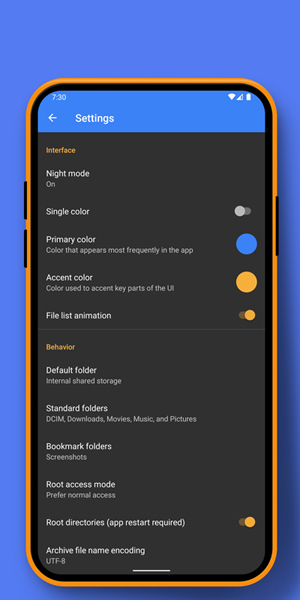 7:30
Settings
Interface
Night mode
On
Single color
Primary color
Color that appears most frequently in the app
Accent color
Color used to accent key parts of the UI
File list animation
Behavior
Default folder
Internal shared storage
Standard folders
DCIM, Downloads, Movies, Music, and Pictures
Bookmark folders
Screenshots
Root access mode
Prefer normal access
Root directories (app restart required)
Archive file name encoding
UTF-8